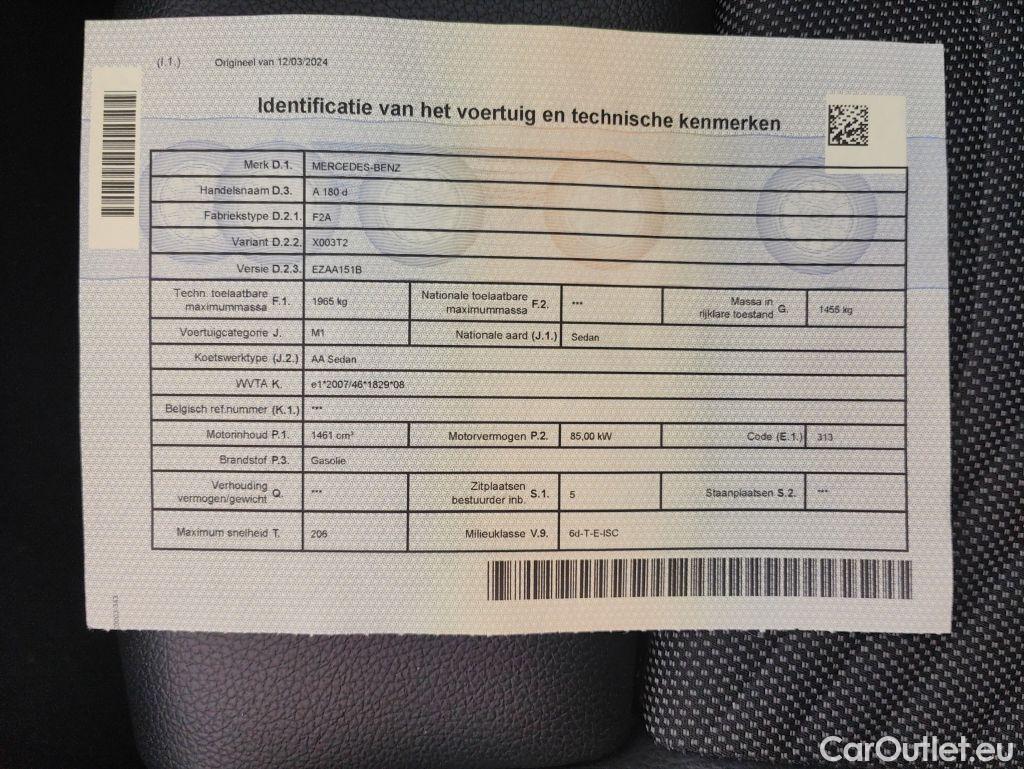 (I.1.) Origineel van 12/03/2024
Identificatie van het voertuig en technische kenmerken
Merk D.1. MERCEDES-BENZ
Handelsnaam D.3. A 180 d
Fabriekstype D.2.1. F2A
Variant D.2.2. X003T2
Versie D.2.3. EZAA151B
Techn. toelaatbare maximummassa F.1. 1965 kg Nationale toelaatbare maximummassa F.2. *** Massa in rijklare toestand G. 1455 kg
Voertuigcategorie J. M1 Nationale aard (J.1.) Sedan
Koetswerktype (J.2.) AA Sedan
WVTA K. e1*2007/46*1829*08
Belgisch ref.nummer (K.1.) ***
Motorinhoud P.1. 1461 cm³ Motorvermogen P.2. 85,00 kW Code (E.1.) 313
Brandstof P.3. Gasolie
Verhouding vermogen/gewicht Q. *** Zitplaatsen bestuurder inb. S.1. 5 Staanplaatsen S.2. ***
Maximum snelheid T. 206 Milieuklasse V.9. 6d-T-E-ISC
CarOutlet.eu